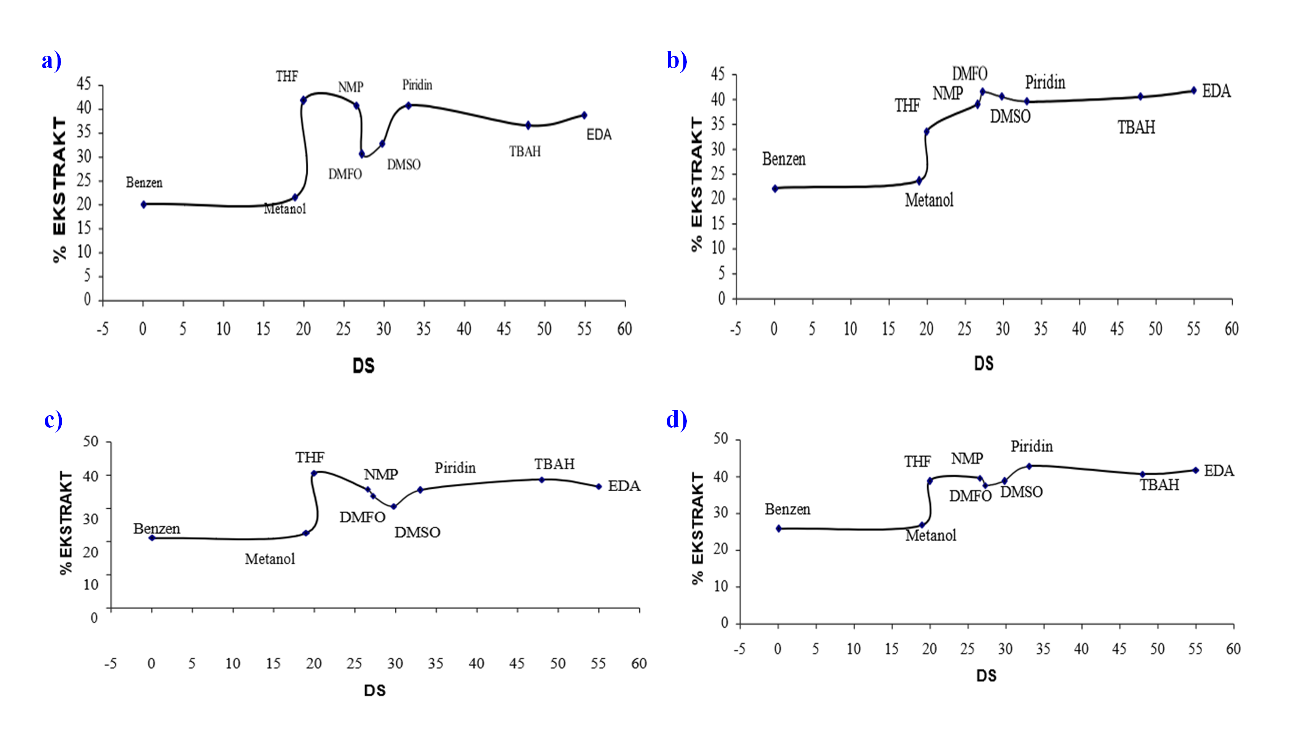 a)
% EKSTRAKT
45
40
35
30
25
20
15
10
5
0
Benzen
Metanol
THF
NMP
DMFO
DMSO
Piridin
TBAH
EDA
-5 0 5 10 15 20 25 30 35 40 45 50 55 60
DS
b)
% EKSTRAKT
45
40
35
30
25
20
15
10
5
0
Benzen
Metanol
THF
NMP
DMFO
DMSO
Piridin
TBAH
EDA
-5 0 5 10 15 20 25 30 35 40 45 50 55 60
DS
c)
% EKSTRAKT
50
40
30
20
10
0
Benzen
Metanol
THF
NMP
DMFO
DMSO
Piridin
TBAH
EDA
-5 0 5 10 15 20 25 30 35 40 45 50 55 60
DS
d)
% EKSTRAKT
50
40
30
20
10
0
Benzen
Metanol
THF
NMP
DMFO
DMSO
Piridin
TBAH
EDA
-5 0 5 10 15 20 25 30 35 40 45 50 55 60
DS